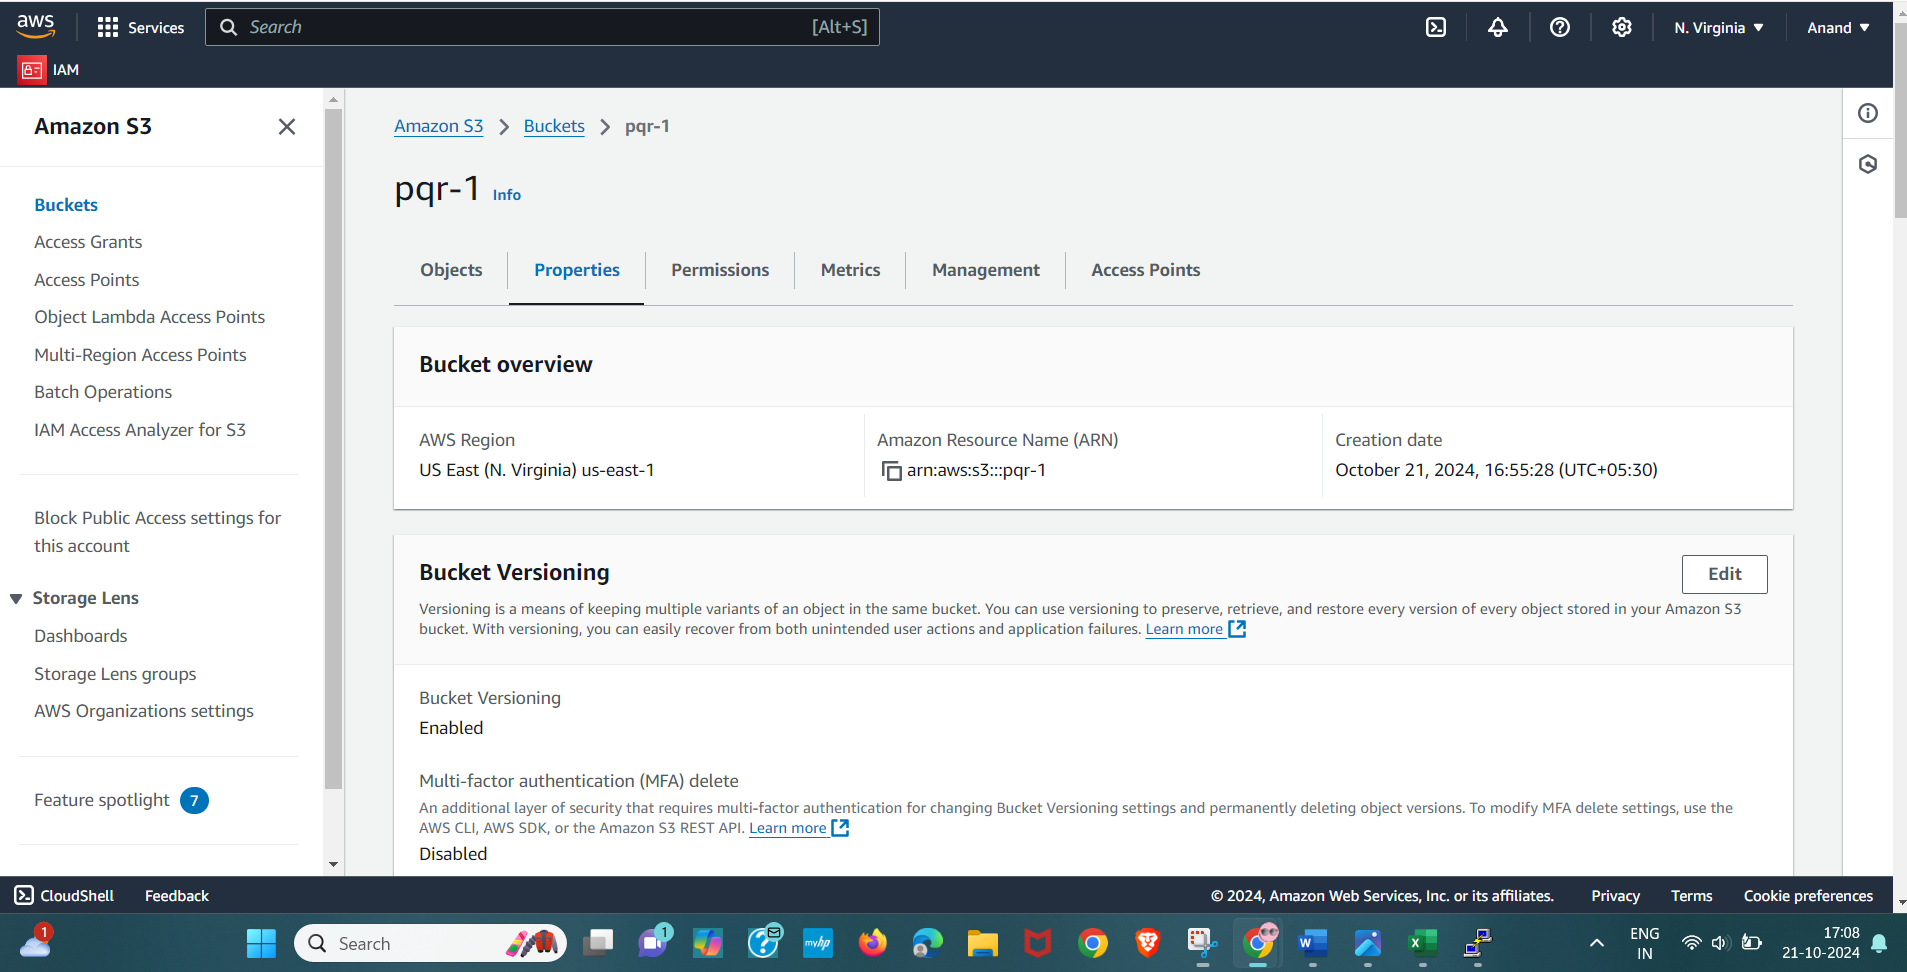 aws
Services
Search
[Alt+S]
N. Virginia
Anand
IAM
Amazon S3
Buckets
Access Grants
Access Points
Object Lambda Access Points
Multi-Region Access Points
Batch Operations
IAM Access Analyzer for S3
Block Public Access settings for
this account
Storage Lens
Dashboards
Storage Lens groups
AWS Organizations settings
Feature spotlight 7
Amazon S3 > Buckets > pqr-1
pqr-1 Info
Objects
Properties
Permissions
Metrics
Management
Access Points
Bucket overview
AWS Region
US East (N. Virginia) us-east-1
Amazon Resource Name (ARN)
arn:aws:s3:::pqr-1
Creation date
October 21, 2024, 16:55:28 (UTC+05:30)
Bucket Versioning
Edit
Versioning is a means of keeping multiple variants of an object in the same bucket. You can use versioning to preserve, retrieve, and restore every version of every object stored in your Amazon S3
bucket. With versioning, you can easily recover from both unintended user actions and application failures. Learn more
Bucket Versioning
Enabled
Multi-factor authentication (MFA) delete
An additional layer of security that requires multi-factor authentication for changing Bucket Versioning settings and permanently deleting object versions. To modify MFA delete settings, use the
AWS CLI, AWS SDK, or the Amazon S3 REST API. Learn more
Disabled
CloudShell
Feedback
© 2024, Amazon Web Services, Inc. or its affiliates.
Privacy
Terms
Cookie preferences
1
Search
1
myhp
W
X
ENG
IN
17:08
21-10-2024